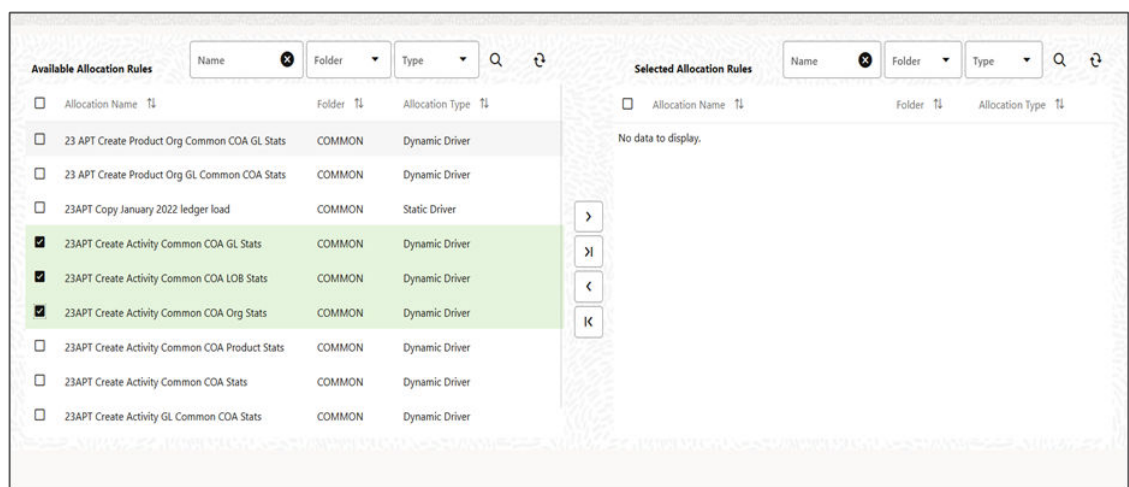 Available Allocation Rules Name Folder Type
Allocation Name Folder Allocation Type
23 APT Create Product Org Common COA GL Stats COMMON Dynamic Driver
23 APT Create Product Org GL Common COA Stats COMMON Dynamic Driver
23APT Copy January 2022 ledger load COMMON Static Driver
23APT Create Activity Common COA GL Stats COMMON Dynamic Driver
23APT Create Activity Common COA LOB Stats COMMON Dynamic Driver
23APT Create Activity Common COA Org Stats COMMON Dynamic Driver
23APT Create Activity Common COA Product Stats COMMON Dynamic Driver
23APT Create Activity Common COA Stats COMMON Dynamic Driver
23APT Create Activity GL Common COA Stats COMMON Dynamic Driver
Selected Allocation Rules Name Folder Type
Allocation Name Folder Allocation Type
No data to display.